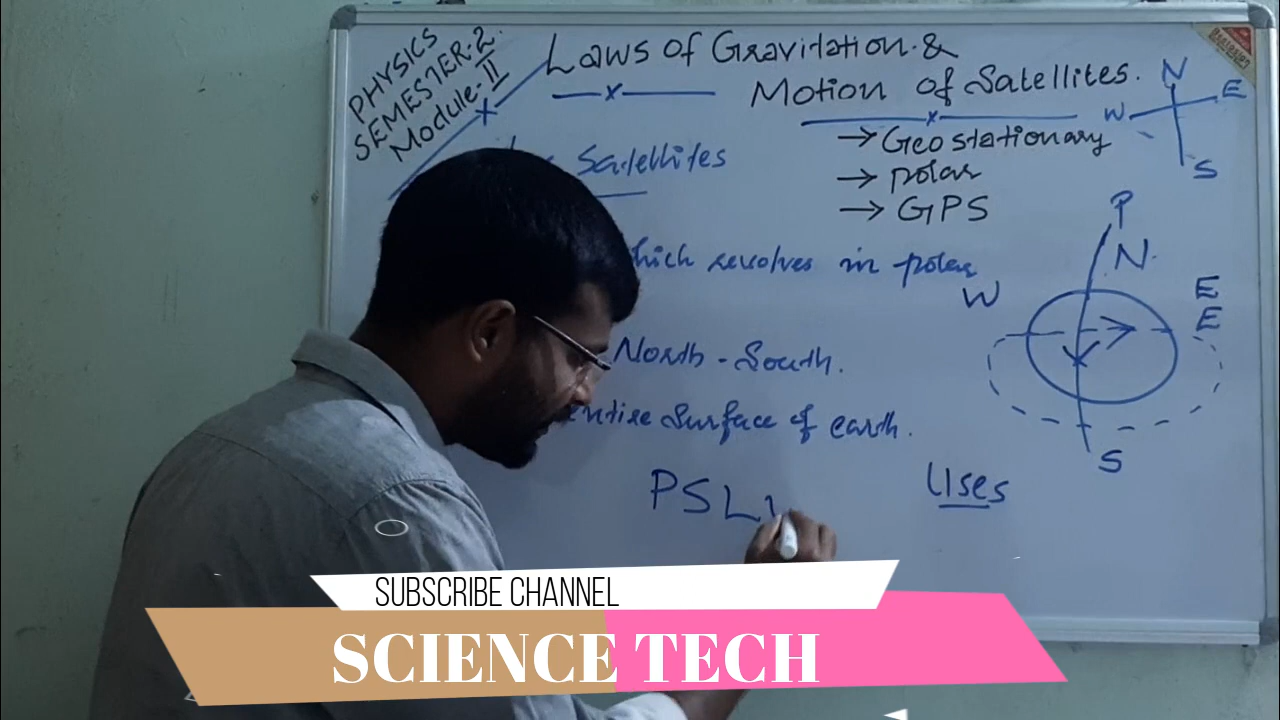 PHYSICS
SEMESTER-2.
Module-II
Laws of Gravitation. &
Motion of Satellites.
→ Geostationary
→ polar
→ GPS
N
W E
S
Satellites
which revolves in polar
North - South.
entire Surface of earth.
PSL
Uses
P
N.
W E
E
S
SUBSCRIBE CHANNEL
SCIENCE TECH